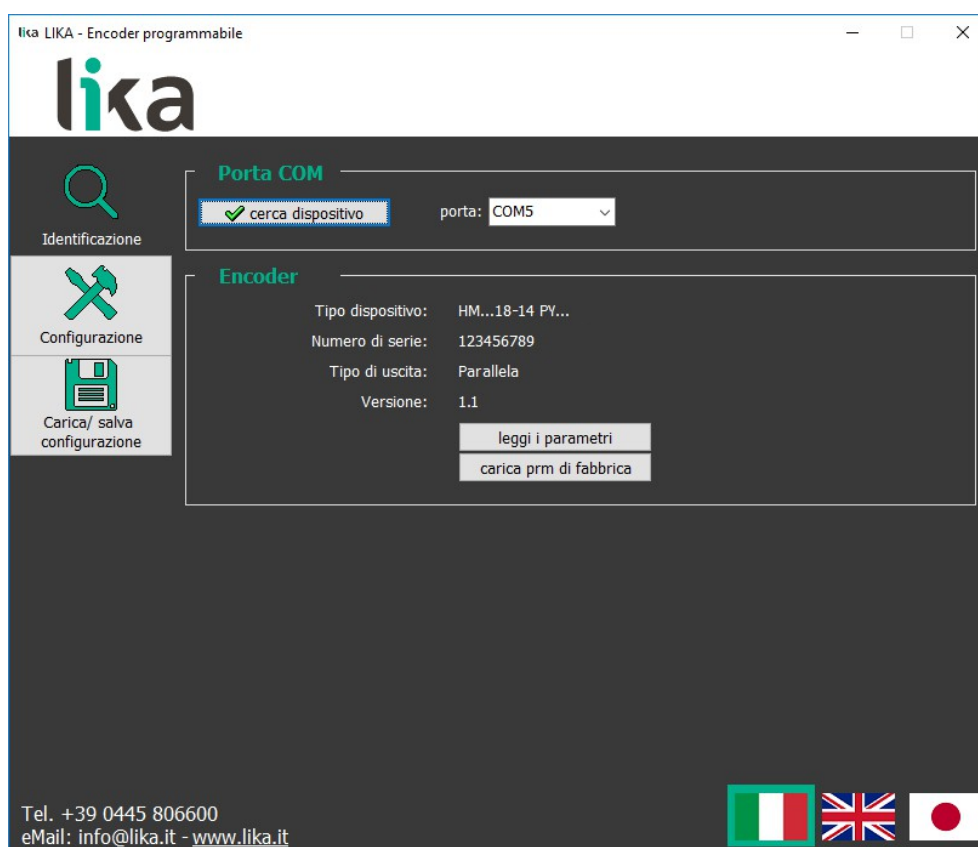 lika LIKA - Encoder programmabile
lika
Identificazione
Configurazione
Carica/ salva
configurazione
Porta COM
cerca dispositivo
porta: COM5
Encoder
Tipo dispositivo: HM...18-14 PY...
Numero di serie: 123456789
Tipo di uscita: Parallela
Versione: 1.1
leggi i parametri
carica prm di fabbrica
Tel. +39 0445 806600
eMail: info@lika.it - www.lika.it